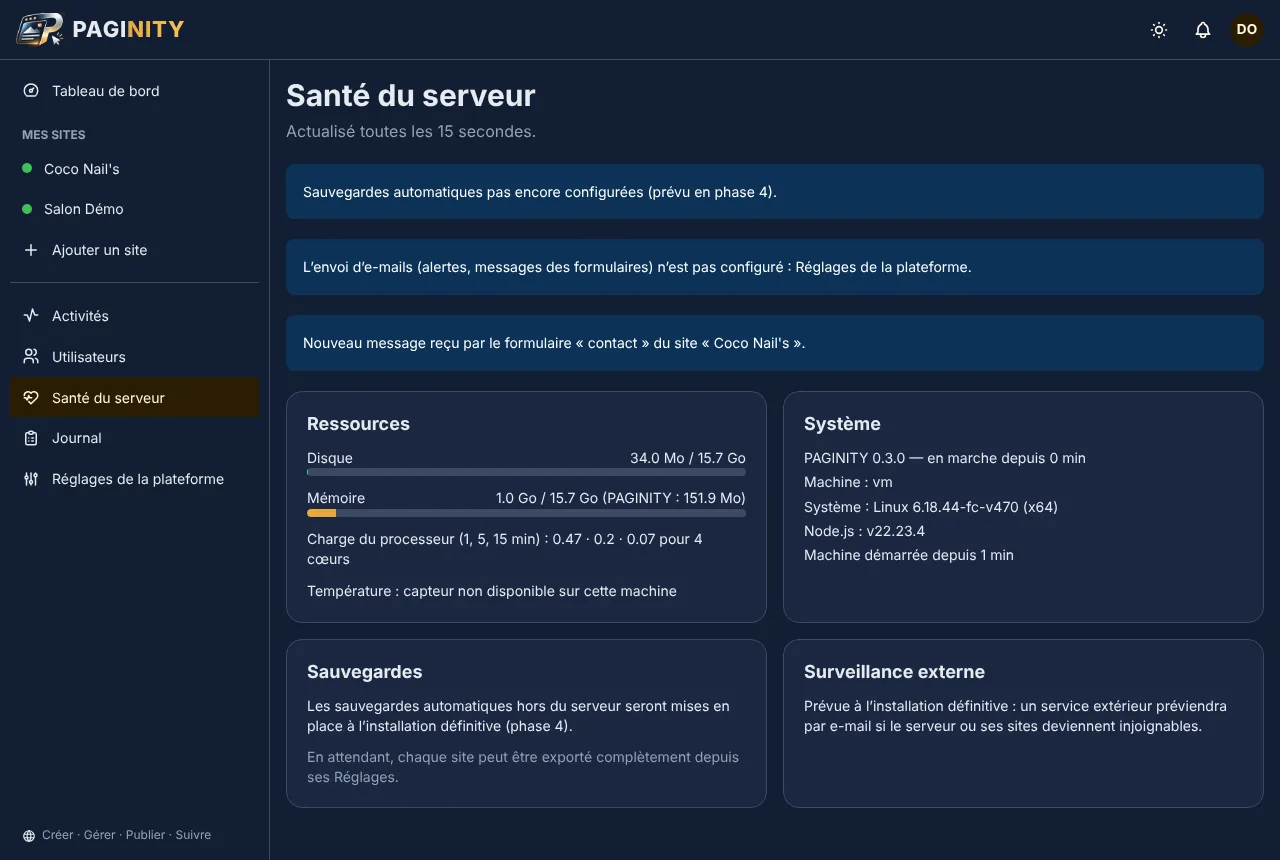 PAGINITY
DO
Tableau de bord
MES SITES
Coco Nail's
Salon Démo
Ajouter un site
Activités
Utilisateurs
Santé du serveur
Journal
Réglages de la plateforme
Créer · Gérer · Publier · Suivre
Santé du serveur
Actualisé toutes les 15 secondes.
Sauvegardes automatiques pas encore configurées (prévu en phase 4).
L’envoi d’e-mails (alertes, messages des formulaires) n’est pas configuré : Réglages de la plateforme.
Nouveau message reçu par le formulaire « contact » du site « Coco Nail's ».
Ressources
Disque 34.0 Mo / 15.7 Go
Mémoire 1.0 Go / 15.7 Go (PAGINITY : 151.9 Mo)
Charge du processeur (1, 5, 15 min) : 0.47 · 0.2 · 0.07 pour 4
cœurs
Température : capteur non disponible sur cette machine
Système
PAGINITY 0.3.0 — en marche depuis 0 min
Machine : vm
Système : Linux 6.18.44-fc-v470 (x64)
Node.js : v22.23.4
Machine démarrée depuis 1 min
Sauvegardes
Les sauvegardes automatiques hors du serveur seront mises en
place à l’installation définitive (phase 4).
En attendant, chaque site peut être exporté complètement depuis
ses Réglages.
Surveillance externe
Prévue à l’installation définitive : un service extérieur préviendra
par e-mail si le serveur ou ses sites deviennent injoignables.